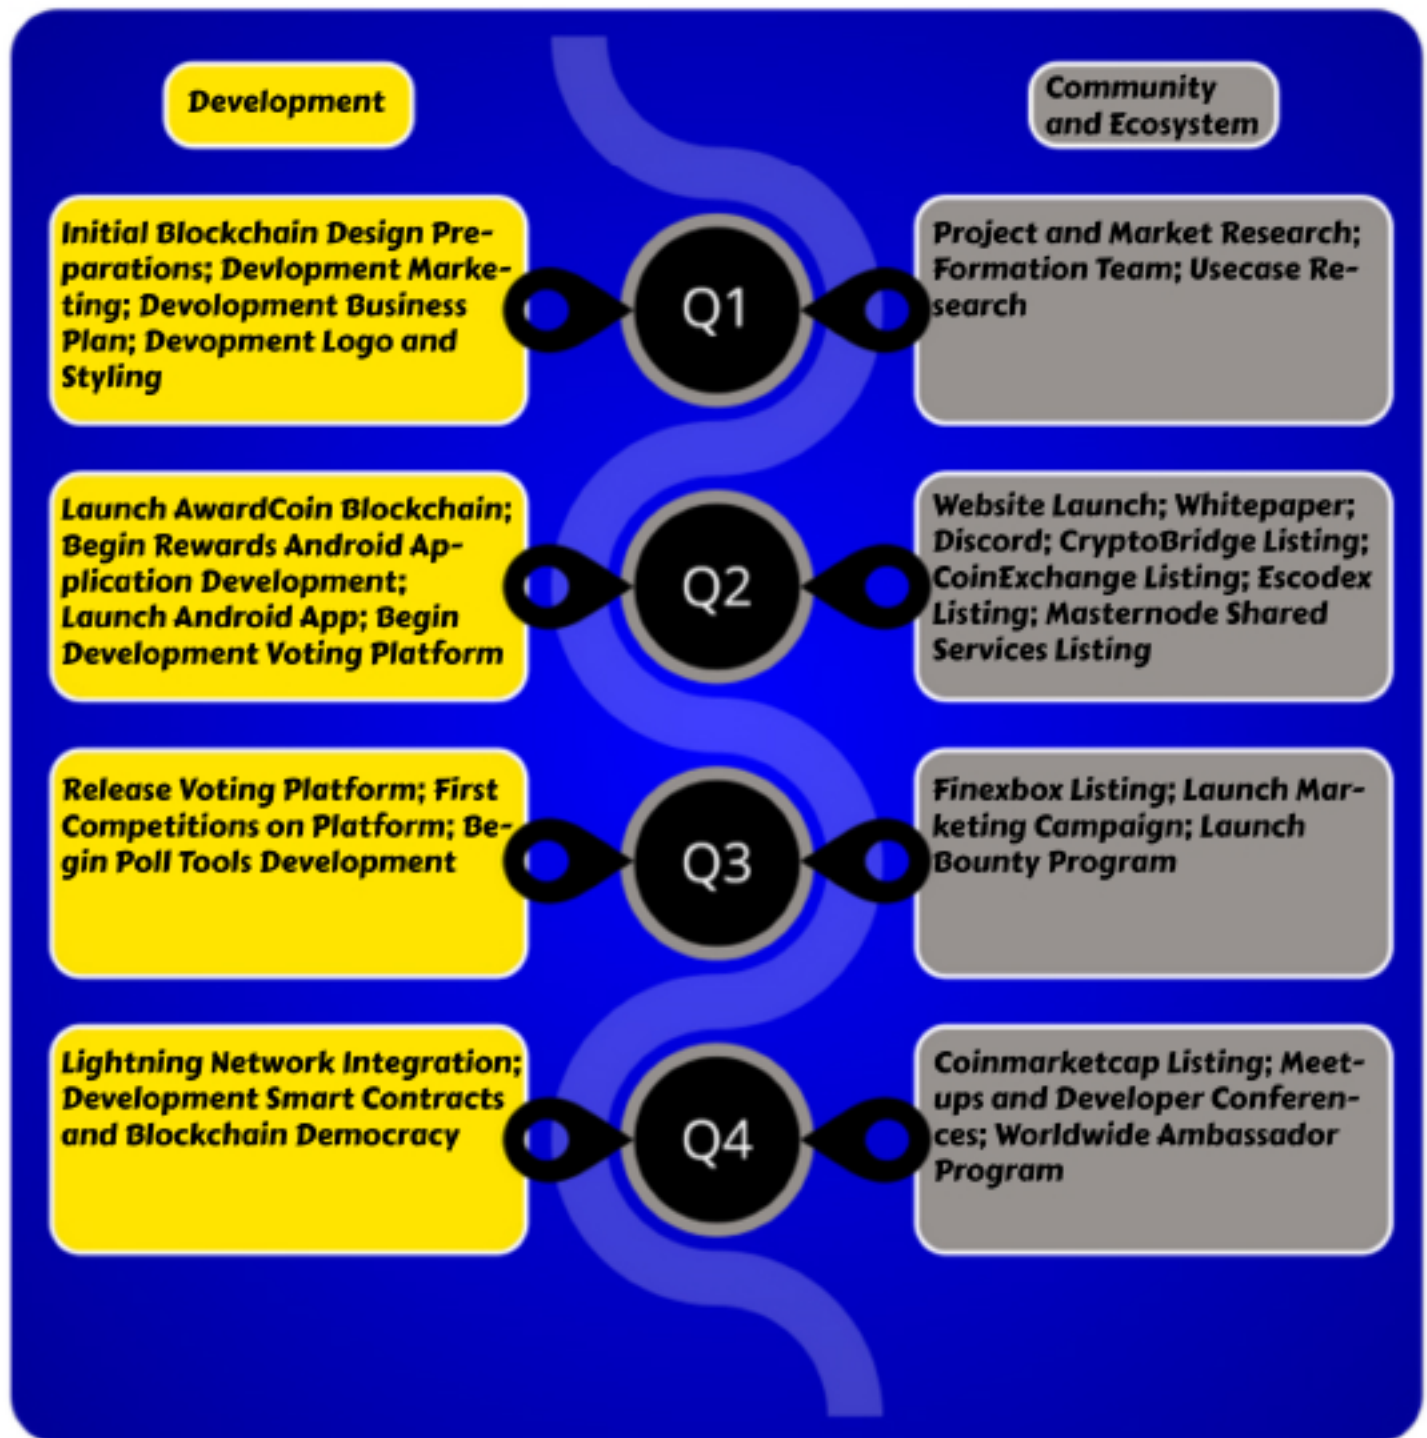 Development
Community
and Ecosystem
Initial Blockchain Design Pre-
parations; Devlopment Marke-
ting; Devolopment Business
Plan; Devopment Logo and
Styling
Q1
Project and Market Research;
Formation Team; Usecase Re-
search
Launch AwardCoin Blockchain;
Begin Rewards Android Ap-
plication Development;
Launch Android App; Begin
Development Voting Platform
Q2
Website Launch; Whitepaper;
Discord; CryptoBridge Listing;
CoinExchange Listing; Escodex
Listing; Masternode Shared
Services Listing
Release Voting Platform; First
Competitions on Platform; Be-
gin Poll Tools Development
Q3
Finexbox Listing; Launch Mar-
keting Campaign; Launch
Bounty Program
Lightning Network Integration;
Development Smart Contracts
and Blockchain Democracy
Q4
Coinmarketcap Listing; Meet-
ups and Developer Conferen-
ces; Worldwide Ambassador
Program